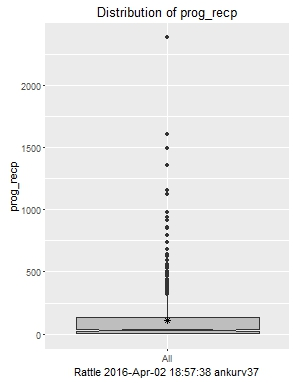 Distribution of prog_recp
2000
1500
1000
500
0
prog_recp
All
Rattle 2016-Apr-02 18:57:38 ankurv37